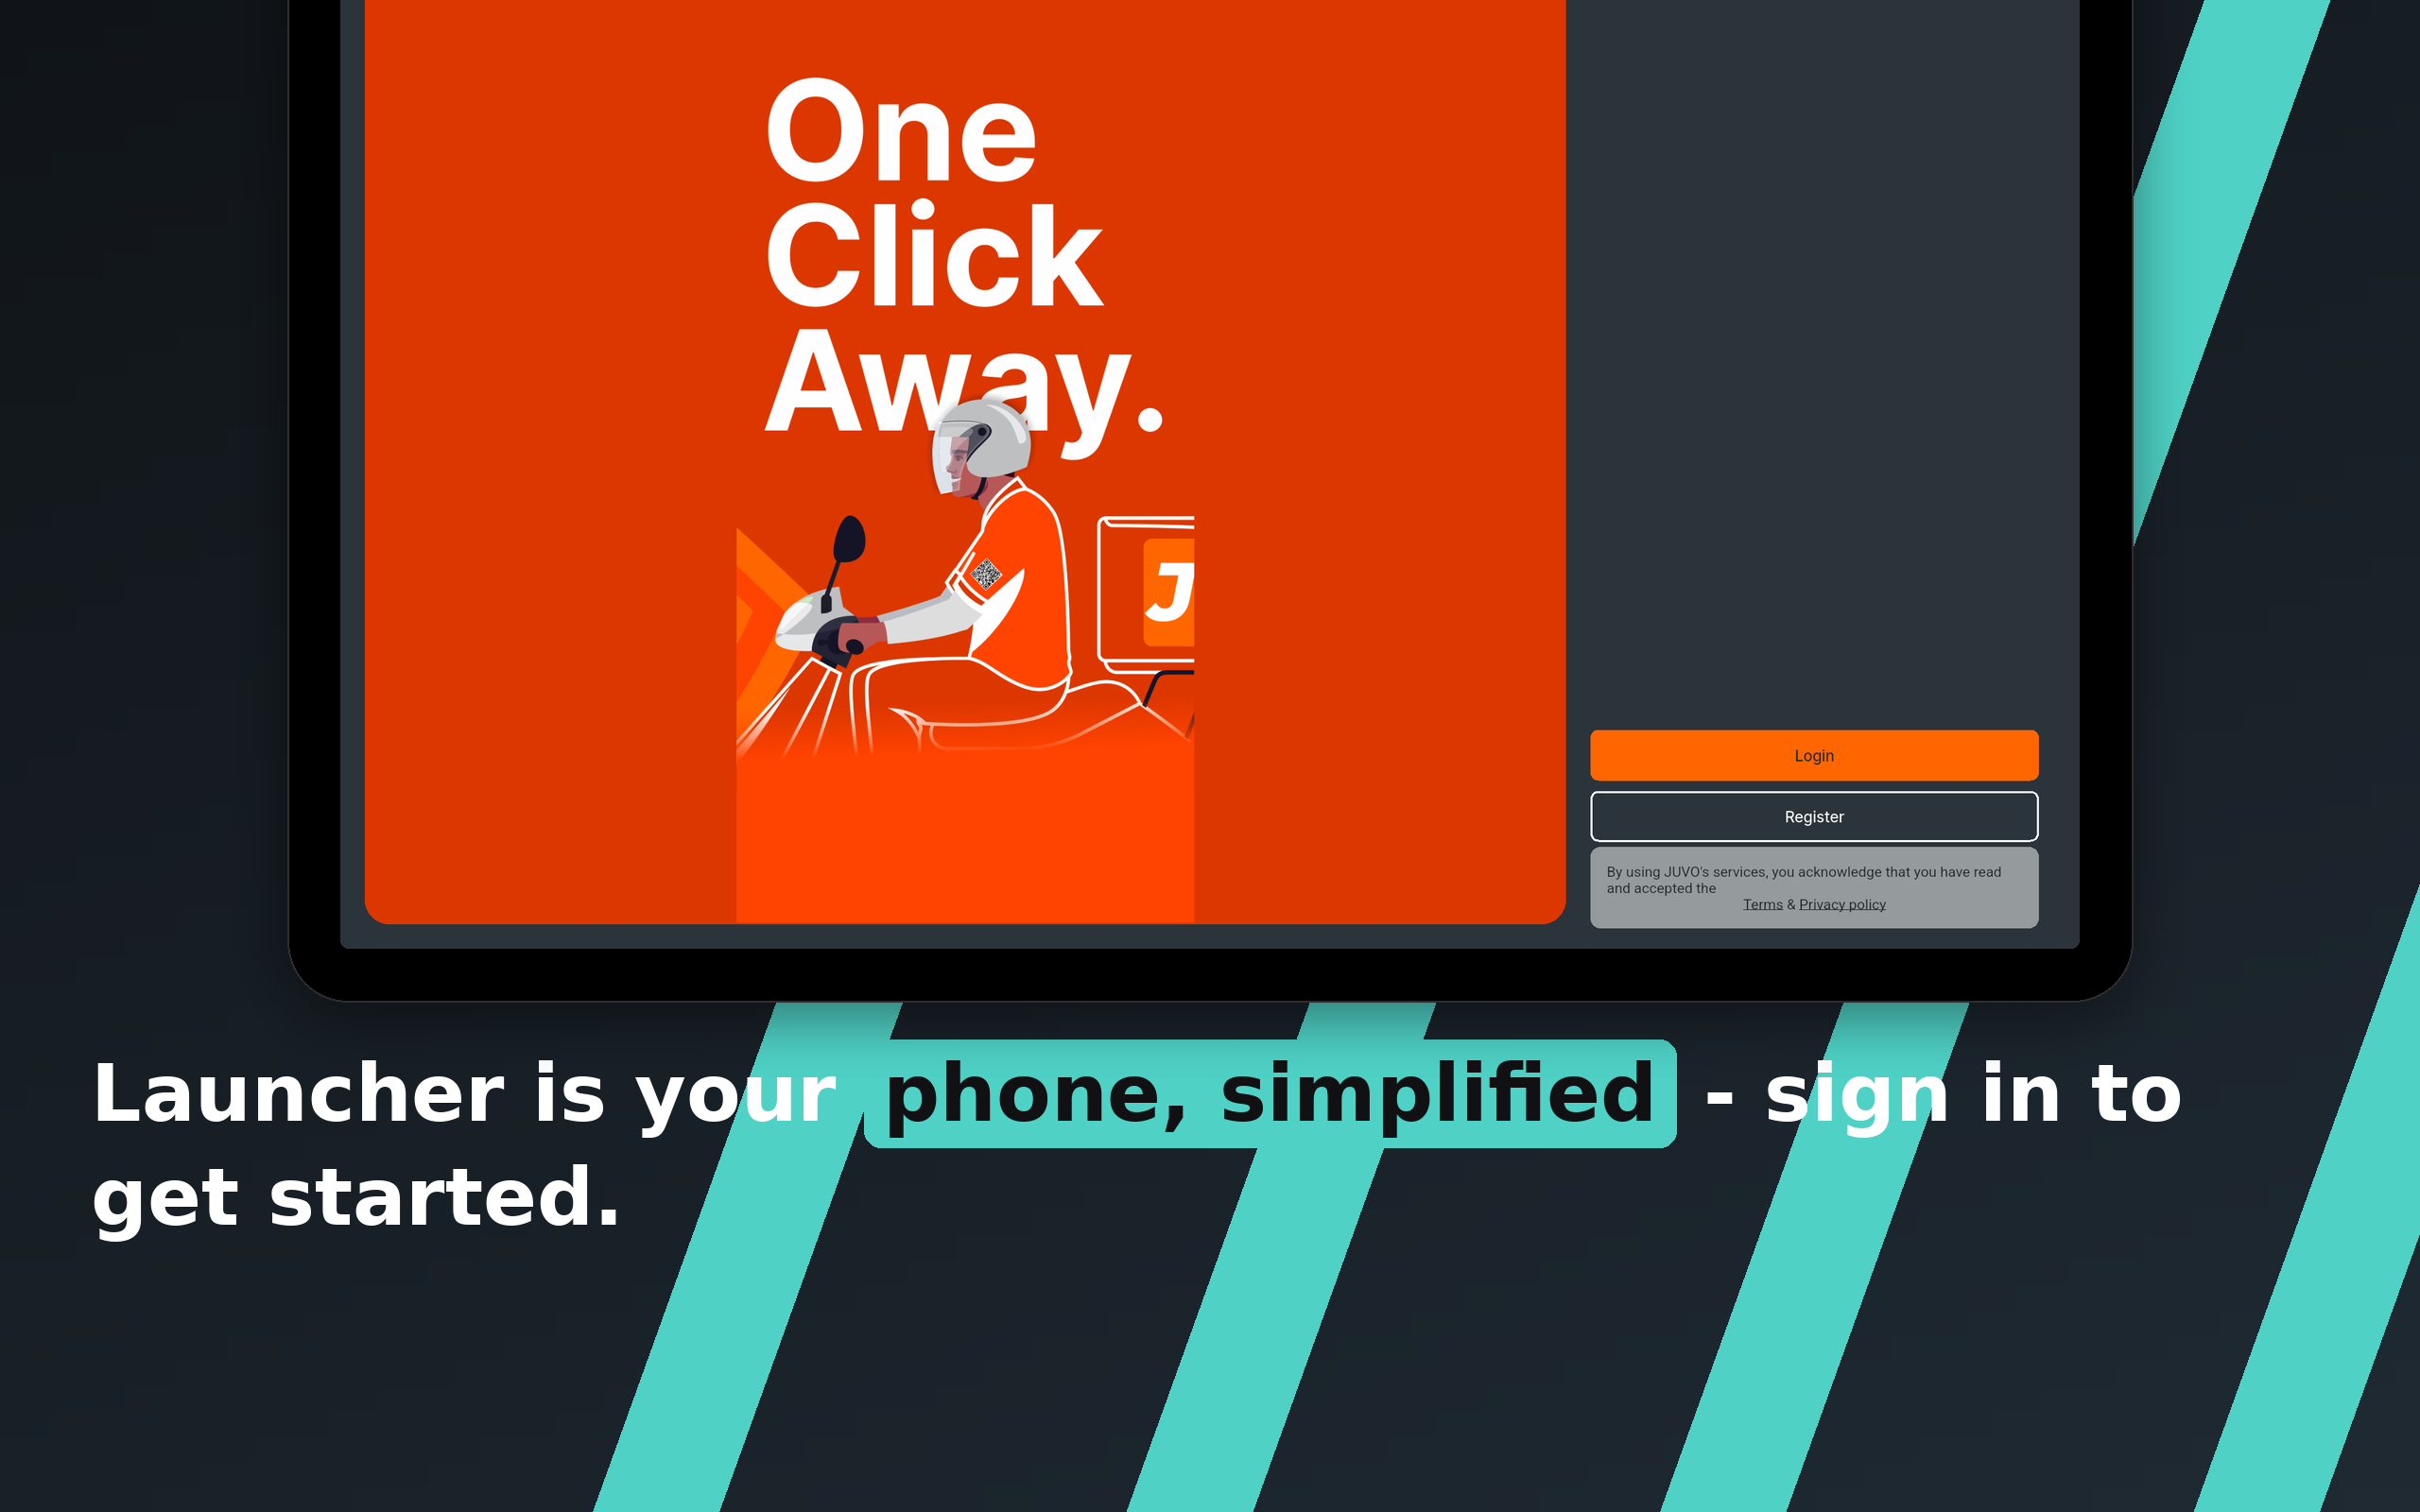 One
Click
Away.
J
Login
Register
By using JUVO's services, you acknowledge that you have read
and accepted the
Terms & Privacy policy
Launcher is your phone, simplified - sign in to
get started.